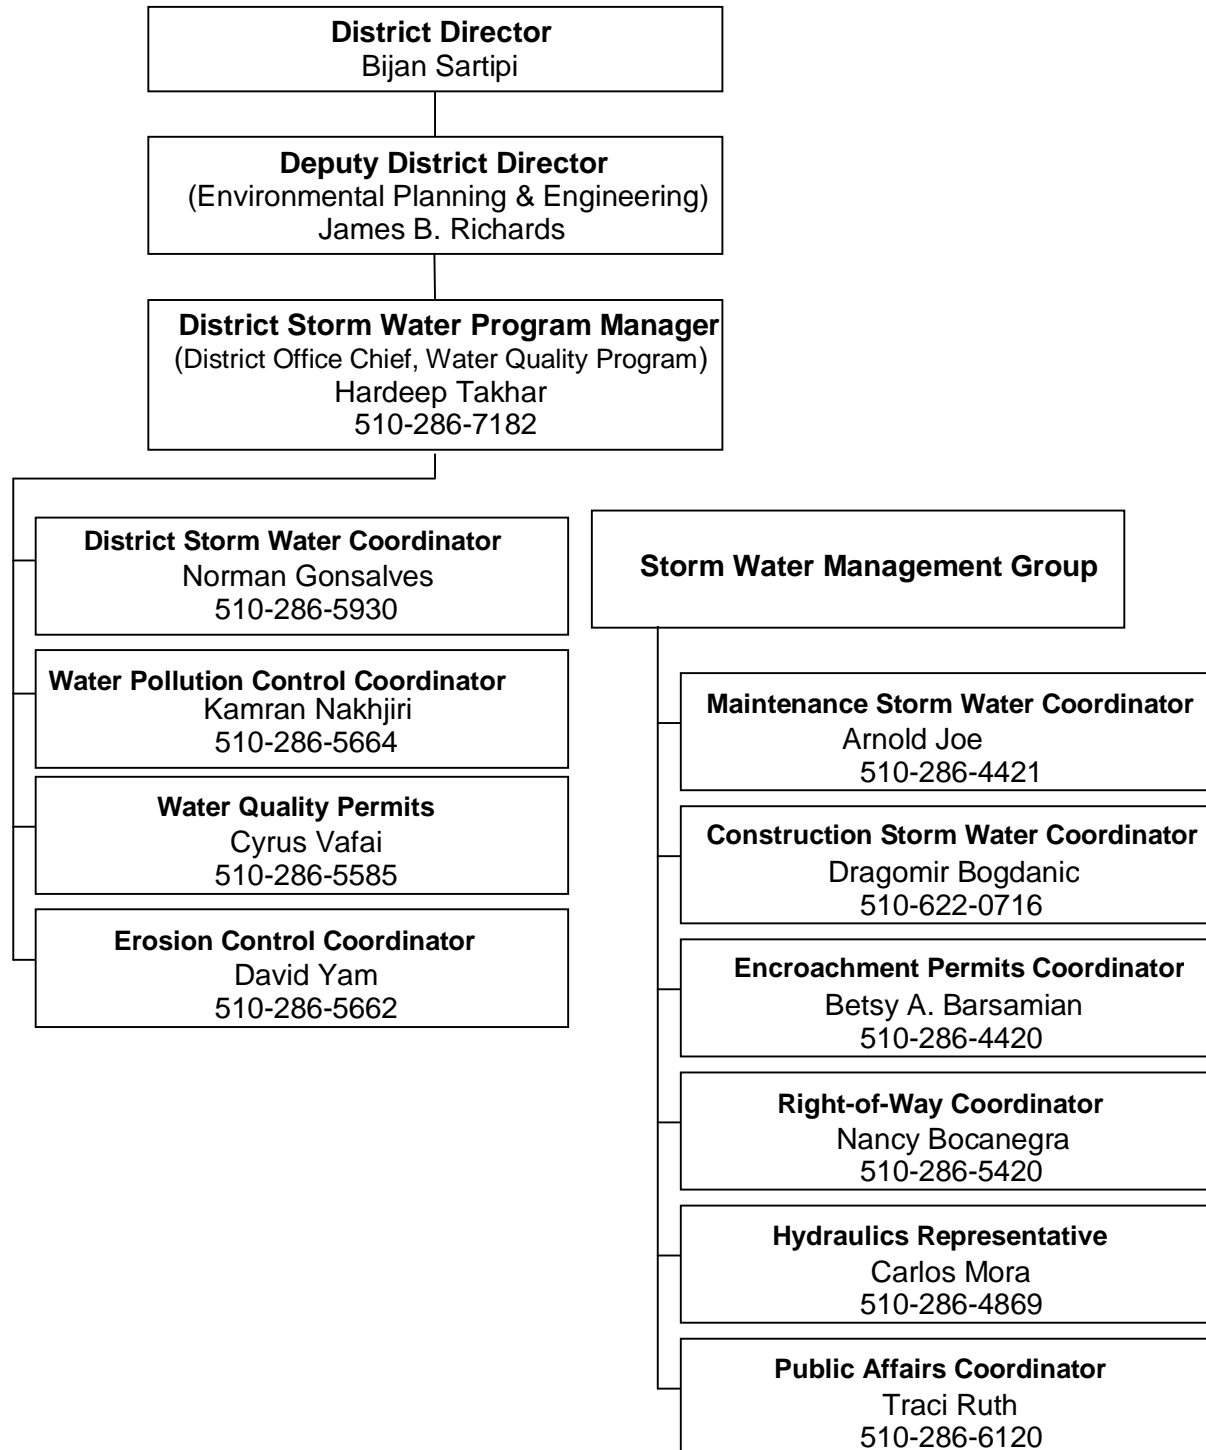 District Director
Bijan Sartipi
Deputy District Director
(Environmental Planning & Engineering)
James B. Richards
District Storm Water Program Manager
(District Office Chief, Water Quality Program)
Hardeep Takhar
510-286-7182
District Storm Water Coordinator
Norman Gonsalves
510-286-5930
Water Pollution Control Coordinator
Kamran Nakhjiri
510-286-5664
Water Quality Permits
Cyrus Vafai
510-286-5585
Erosion Control Coordinator
David Yam
510-286-5662
Storm Water Management Group
Maintenance Storm Water Coordinator
Arnold Joe
510-286-4421
Construction Storm Water Coordinator
Dragomir Bogdanic
510-622-0716
Encroachment Permits Coordinator
Betsy A. Barsamian
510-286-4420
Right-of-Way Coordinator
Nancy Bocanegra
510-286-5420
Hydraulics Representative
Carlos Mora
510-286-4869
Public Affairs Coordinator
Traci Ruth
510-286-6120